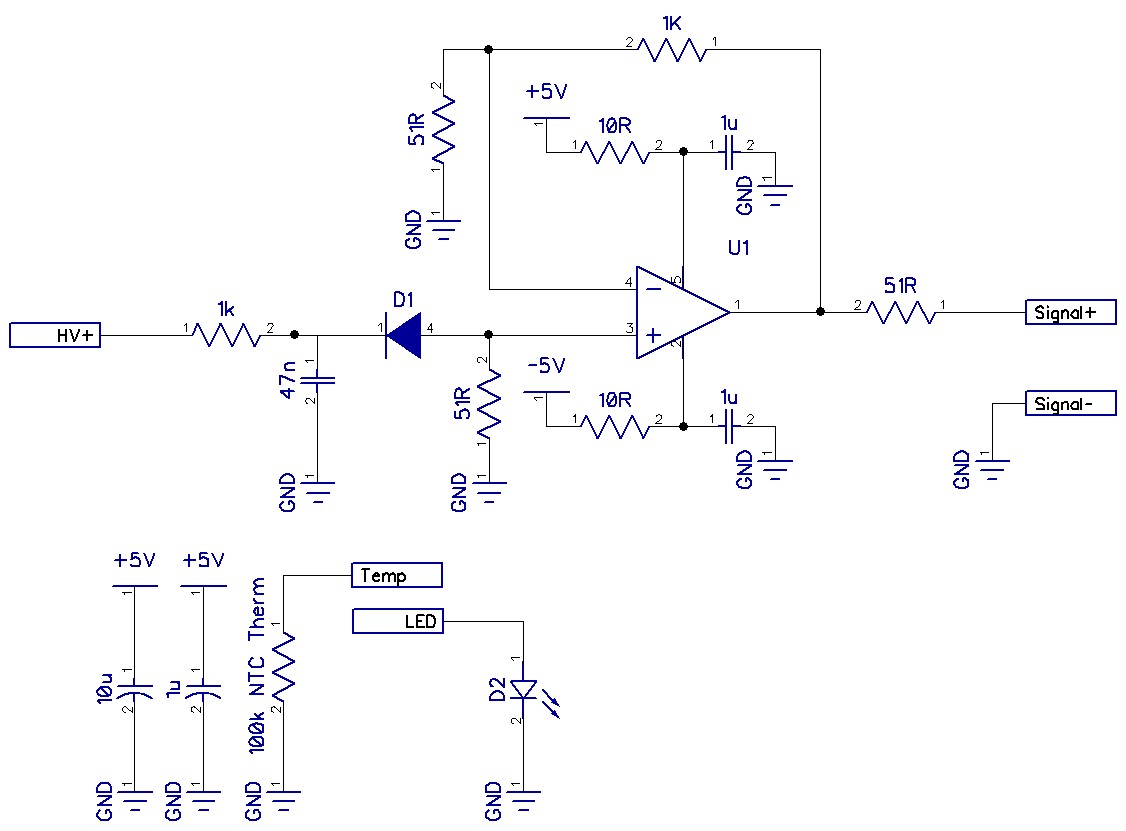 1K
2 1
2
51R
1
+5V
1
10R
1 2
1u
1 2
1
GND
1
GND
U1
4
5
3
2
1
51R
2 1
Signal+
HV+
1k
1 2
D1
1 4
1
47n
2
1
GND
2
51R
1
1
GND
-5V
1
10R
1 2
1u
1 2
1
GND
Signal-
1
GND
+5V
1
1
10u
2
1
GND
+5V
1
1
1u
2
1
GND
100k NTC Therm
1
2
1
GND
Temp
LED
1
D2
2
1
GND